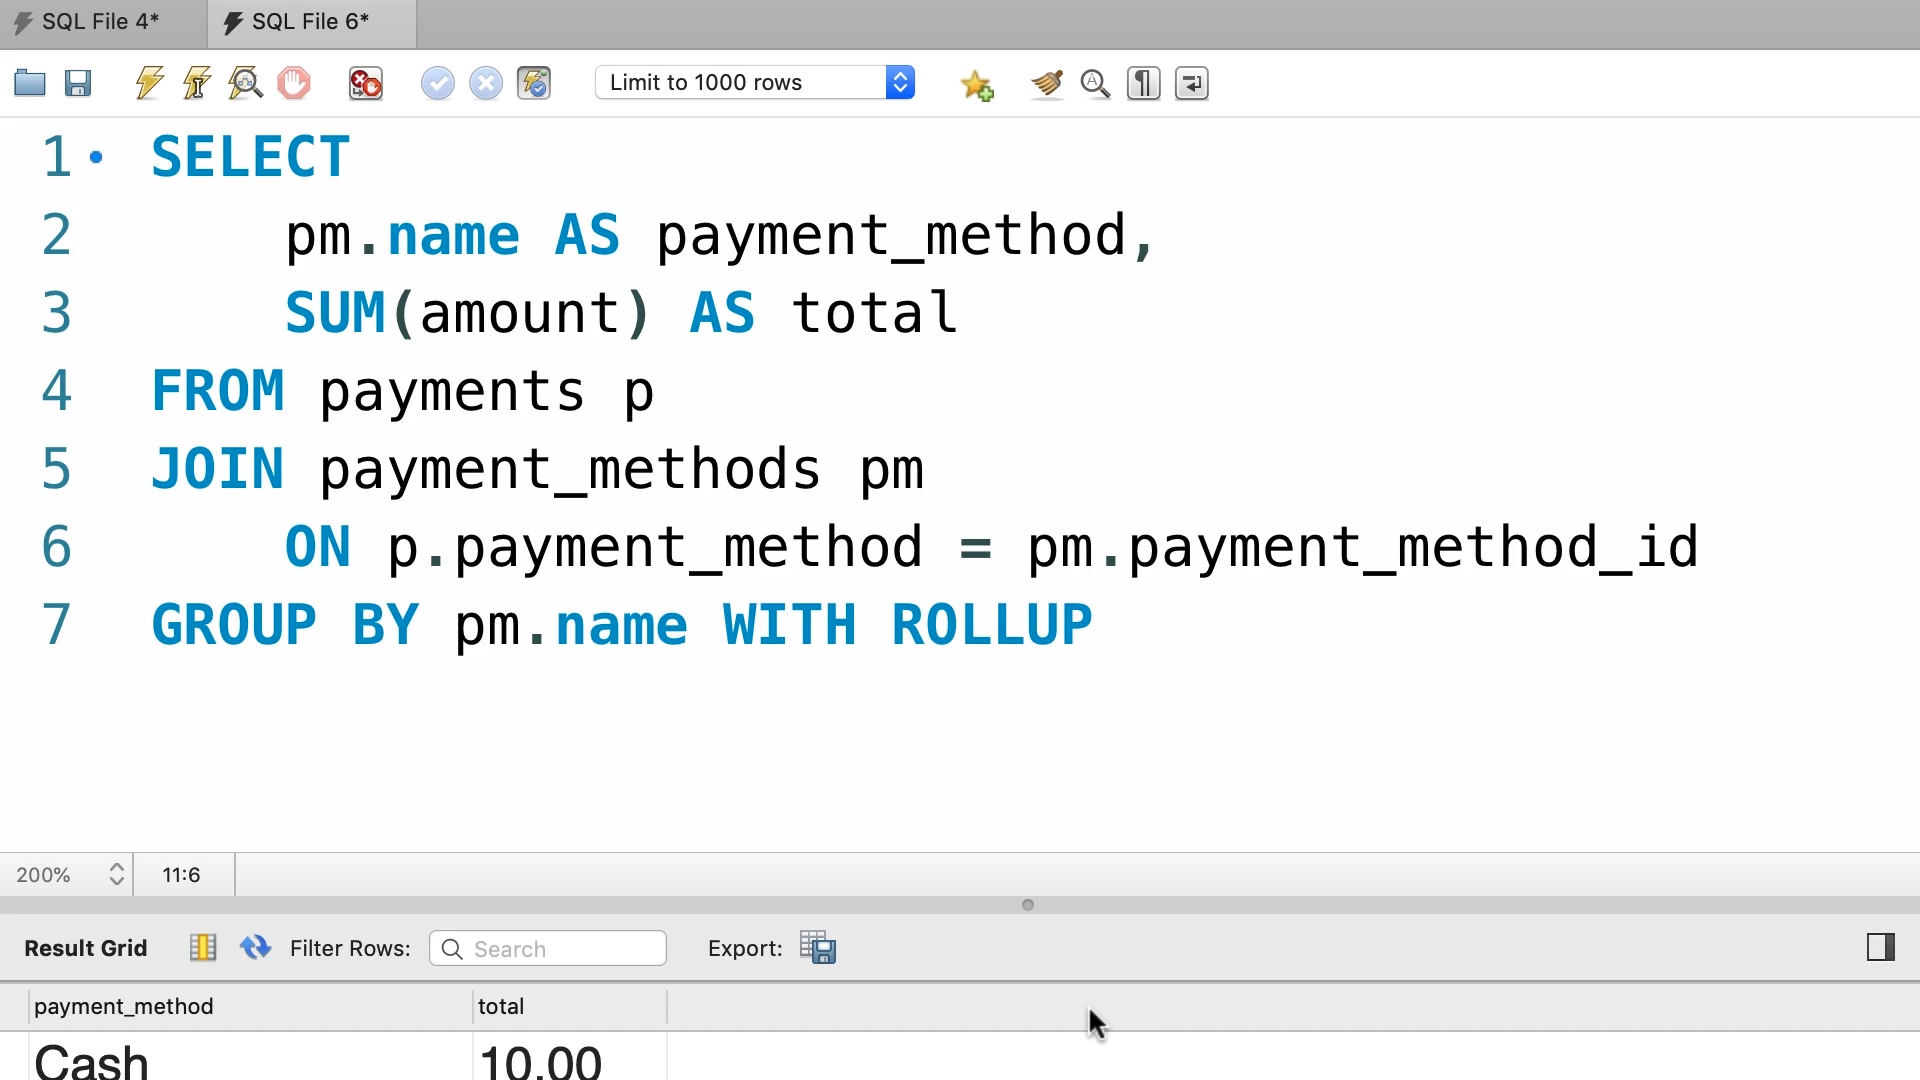 SQL File 4*
SQL File 6*
Limit to 1000 rows
1 SELECT
2 pm.name AS payment_method,
3 SUM(amount) AS total
4 FROM payments p
5 JOIN payment_methods pm
6 ON p.payment_method = pm.payment_method_id
7 GROUP BY pm.name WITH ROLLUP
200% 11:6
Result Grid Filter Rows: Search Export:
payment_method total
Cash 10.00